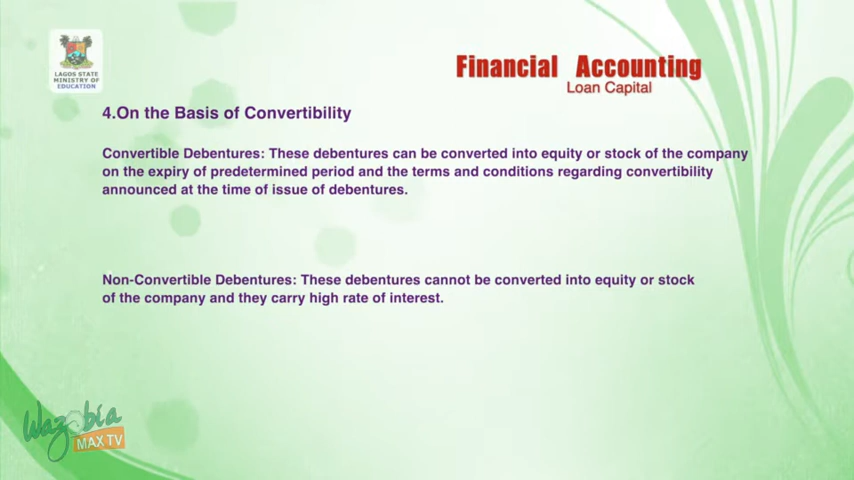 LAGOS STATE
MINISTRY OF
EDUCATION
Financial Accounting
Loan Capital
4.On the Basis of Convertibility
Convertible Debentures: These debentures can be converted into equity or stock of the company
on the expiry of predetermined period and the terms and conditions regarding convertibility
announced at the time of issue of debentures.
Non-Convertible Debentures: These debentures cannot be converted into equity or stock
of the company and they carry high rate of interest.
Wazobia
MAX TV